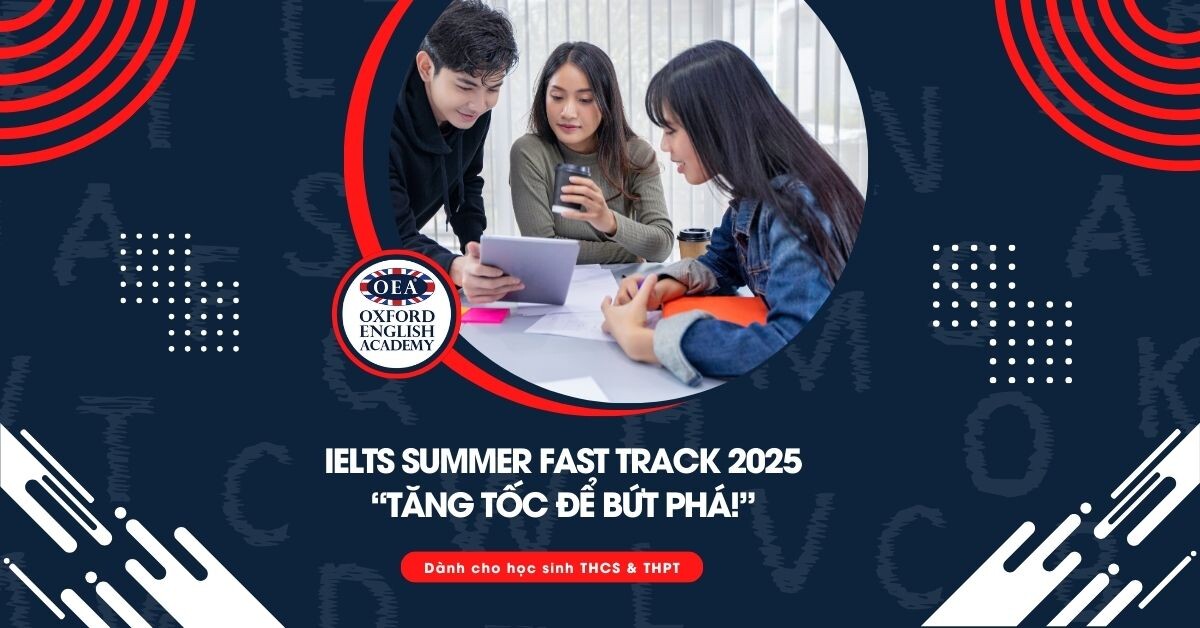 OEA
OXFORD
ENGLISH
ACADEMY
IELTS SUMMER FAST TRACK 2025
“TĂNG TỐC ĐỂ BỨT PHÁ!”
Dành cho học sinh THCS & THPT